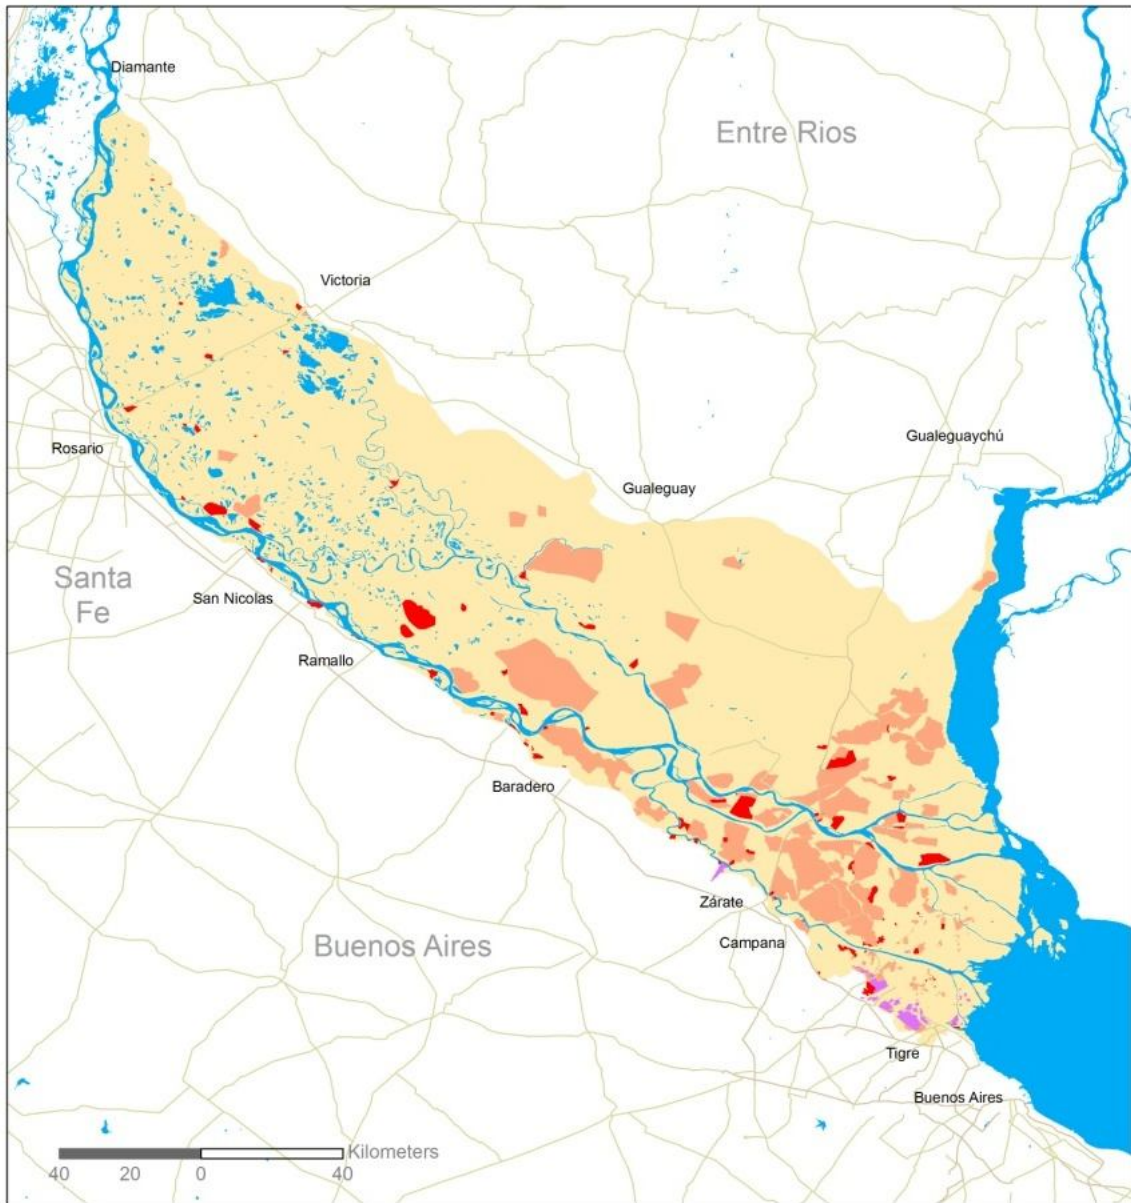 Diamante
Entre Rios
Victoria
Gualeguaychú
Rosario
Gualeguay
Santa
Fe
San Nicolas
Ramallo
Baradero
Zárate
Campana
Buenos Aires
Tigre
Buenos Aires
Kilometers
40 20 0 40